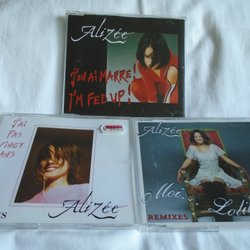 Alizée
J'EN AI MARRE!
I'M FED UP!
J'AI
PAS
VINGT
ANS
Alizée
Alizée
Moi...
Lolita
REMIXES